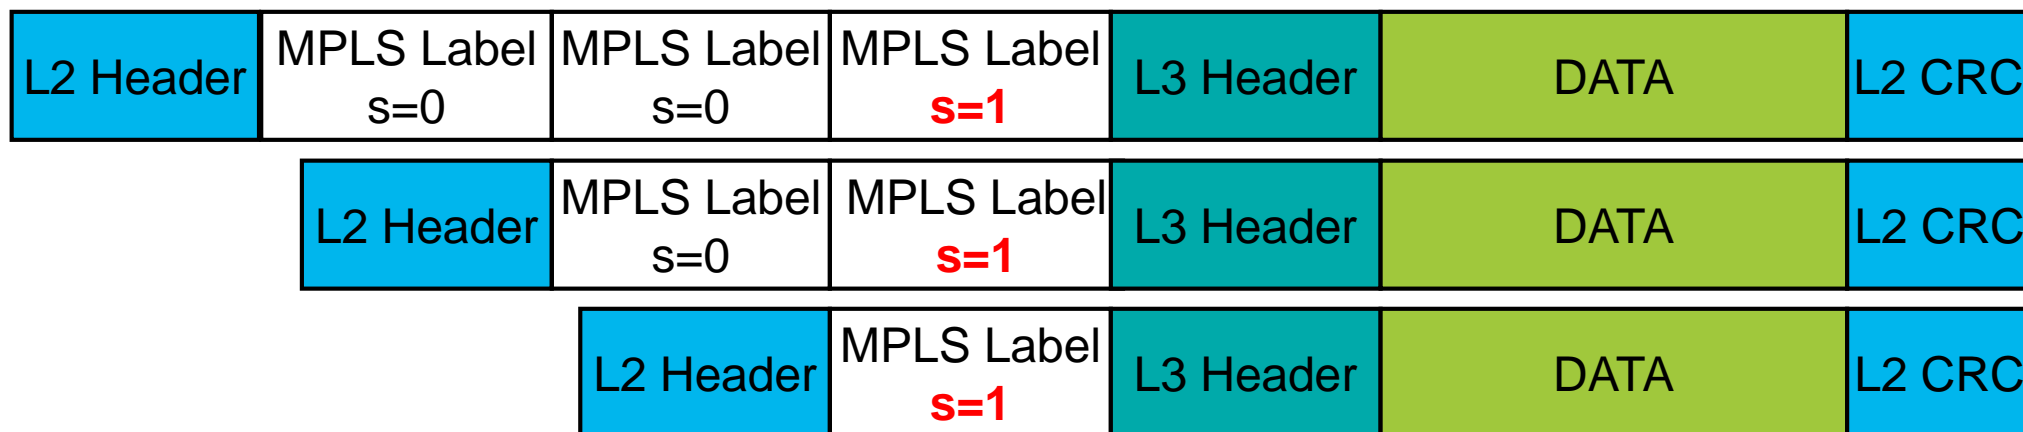 L2 Header MPLS Label s=0 MPLS Label s=0 MPLS Label s=1 L3 Header DATA L2 CRC
L2 Header MPLS Label s=0 MPLS Label s=1 L3 Header DATA L2 CRC
L2 Header MPLS Label s=1 L3 Header DATA L2 CRC